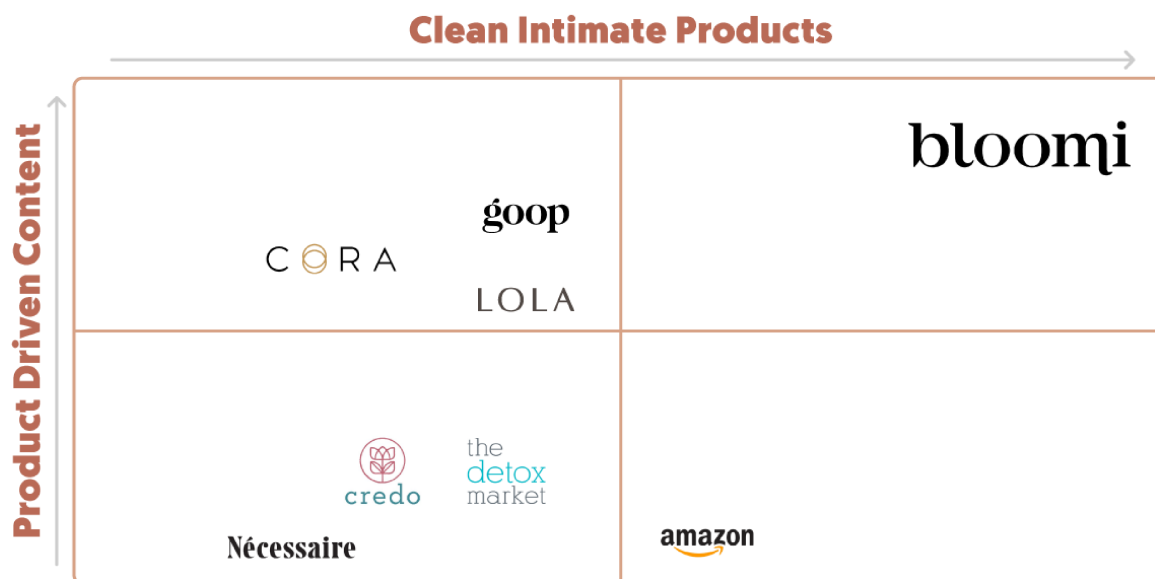 Clean Intimate Products
Product Driven Content
bloomi
goop
CORA
LOLA
credo
the
detox
market
Nécessaire
amazon